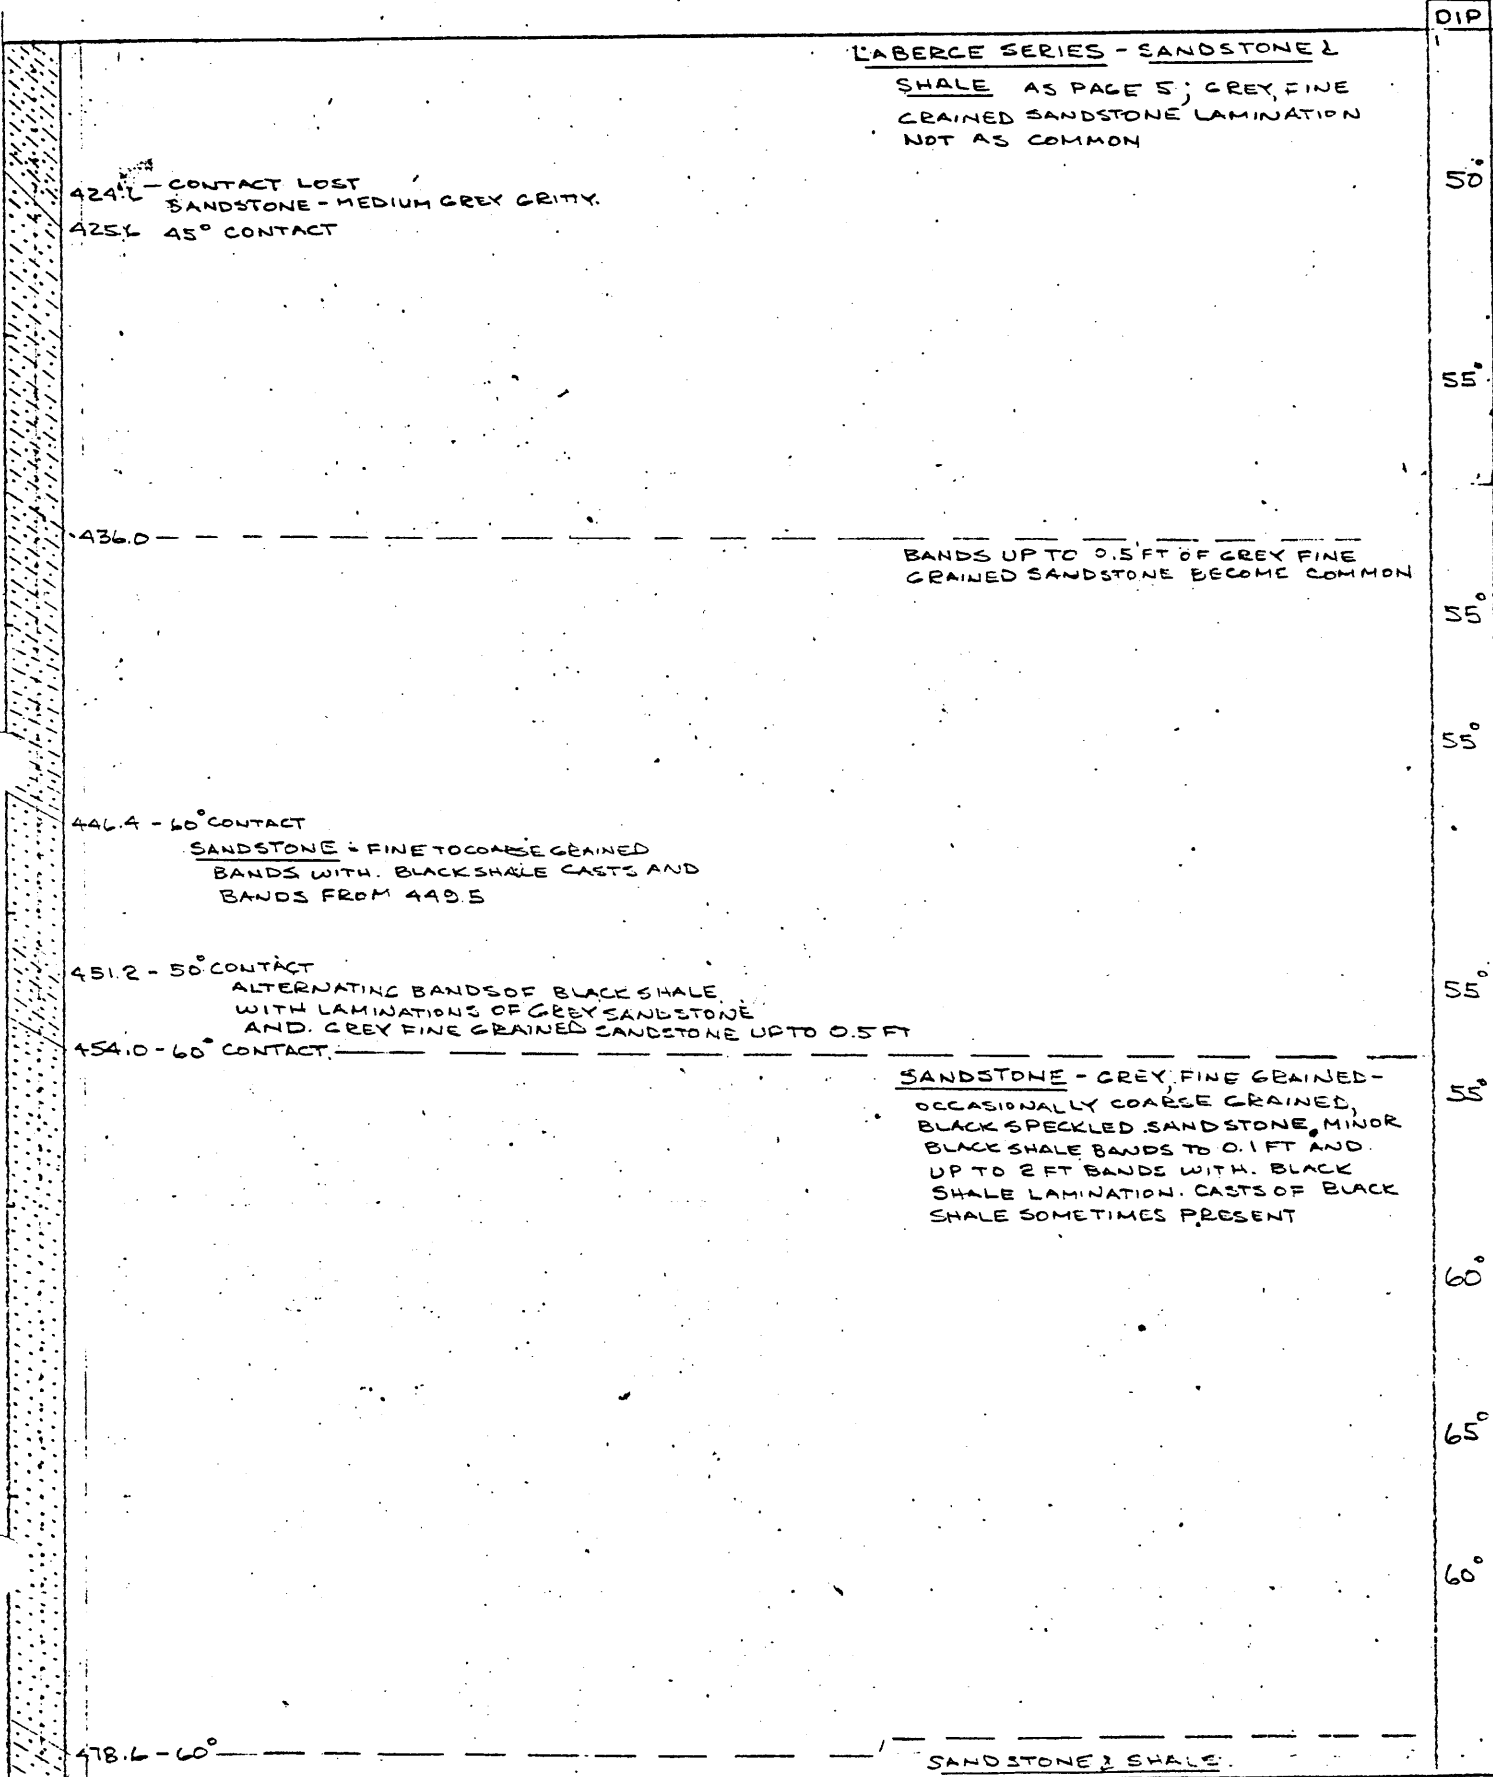 DIP
LABERGE SERIES - SANDSTONE &
SHALE AS PAGE 5; GREY, FINE
GRAINED SANDSTONE LAMINATION
NOT AS COMMON
50°
424.6 - CONTACT LOST
SANDSTONE - MEDIUM GREY GRITTY.
425.6 45° CONTACT
55°
436.0
BANDS UP TO 0.5 FT OF GREY FINE
GRAINED SANDSTONE BECOME COMMON
55°
55°
446.4 - 60° CONTACT
SANDSTONE - FINE TO COARSE GRAINED
BANDS WITH. BLACK SHALE CASTS AND
BANDS FROM 449.5
451.2 - 50° CONTACT
ALTERNATING BANDS OF BLACK SHALE
WITH LAMINATIONS OF GREY SANDSTONE
AND. GREY FINE GRAINED SANDSTONE UP TO 0.5 FT
55°
454.0 - 60° CONTACT.
SANDSTONE - GREY, FINE GRAINED -
OCCASIONALLY COARSE GRAINED,
BLACK SPECKLED SANDSTONE, MINOR
BLACK SHALE BANDS TO 0.1 FT AND.
UP TO 2 FT BANDS WITH. BLACK
SHALE LAMINATION. CASTS OF BLACK
SHALE SOMETIMES PRESENT
55°
60°
65°
60°
478.6 - 60°
SANDSTONE & SHALE.